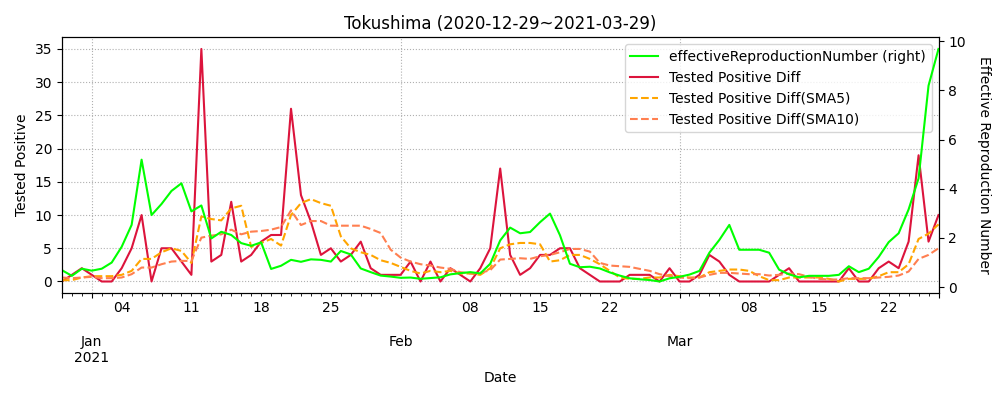 Tokushima (2020-12-29~2021-03-29)
effectiveReproductionNumber (right)
Tested Positive Diff
Tested Positive Diff(SMA5)
Tested Positive Diff(SMA10)
Tested Positive
35
30
25
20
15
10
5
0
Effective Reproduction Number
10
8
6
4
2
0
04 11 18 25 08 15 22 08 15 22
Jan Feb Mar
2021
Date